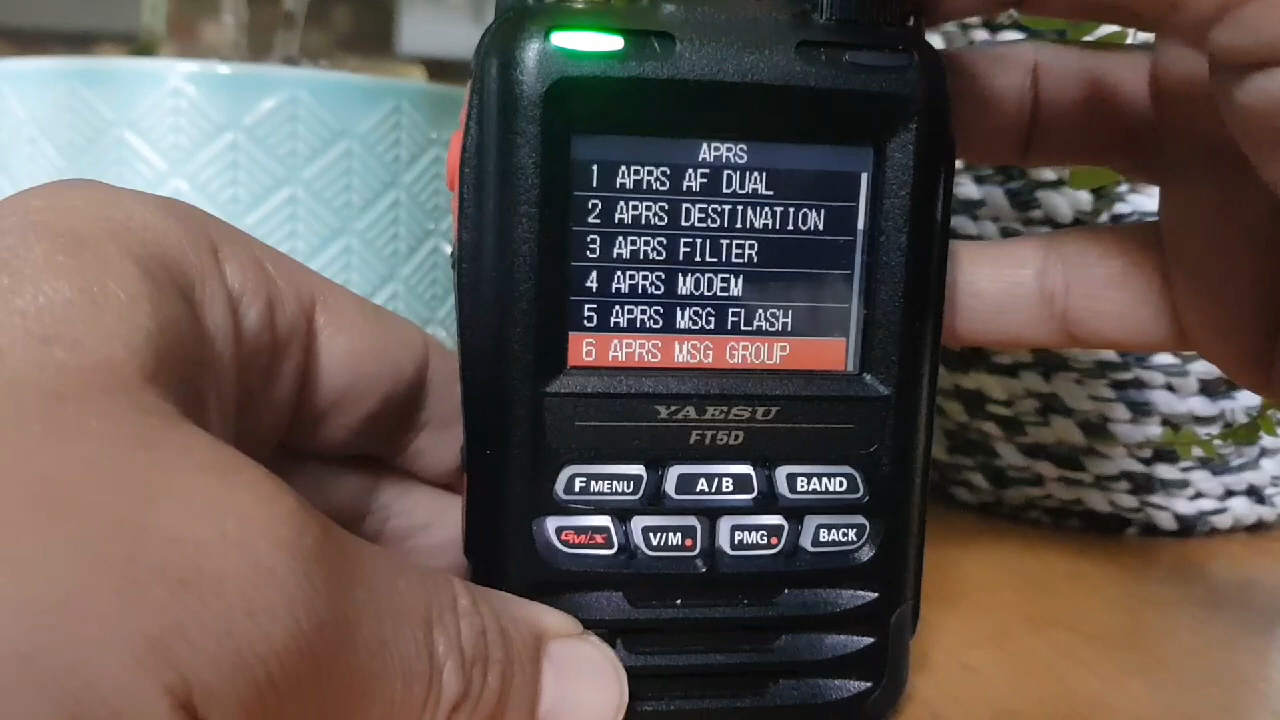 APRS
1 APRS AF DUAL
2 APRS DESTINATION
3 APRS FILTER
4 APRS MODEM
5 APRS MSG FLASH
6 APRS MSG GROUP
YAESU
FT5D
F MENU A/B BAND
GM/X V/M PMG BACK